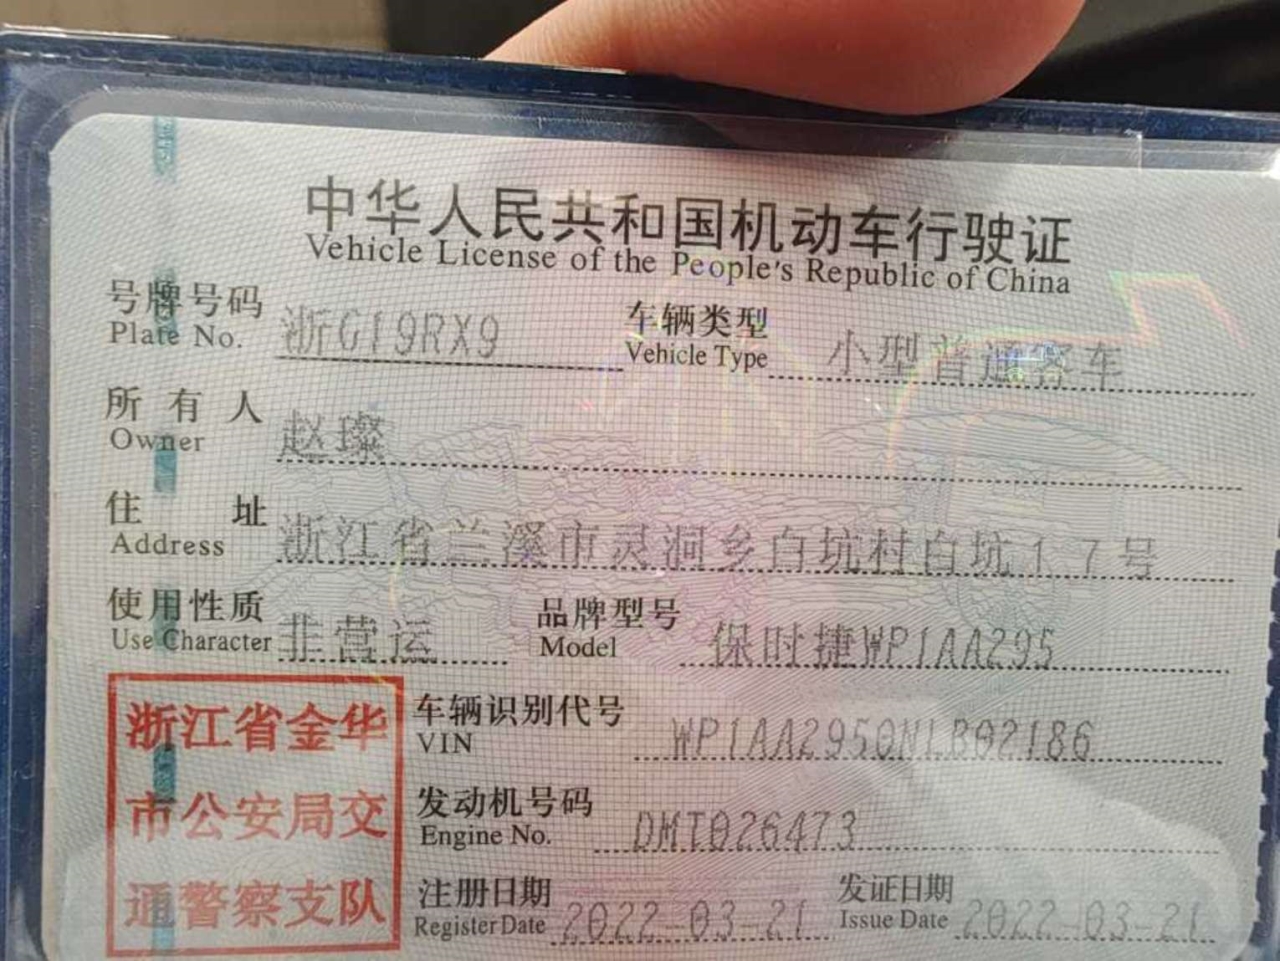 中华人民共和国机动车行驶证
Vehicle License of the People's Republic of China
号牌号码 浙G19RX9 车辆类型 小型普通客车
Plate No. Vehicle Type
所有人 赵璨
Owner
住址 浙江省兰溪市灵洞乡白坑村白坑17号
Address
使用性质 非营运 品牌型号 保时捷WP1AA295
Use Character Model
浙江省金华
市公安局交
通警察支队
车辆识别代号 WP1AA2950NLB02186
VIN
发动机号码 DMT026473
Engine No.
注册日期 2022-03-21 发证日期 2022-03-21
Register Date Issue Date